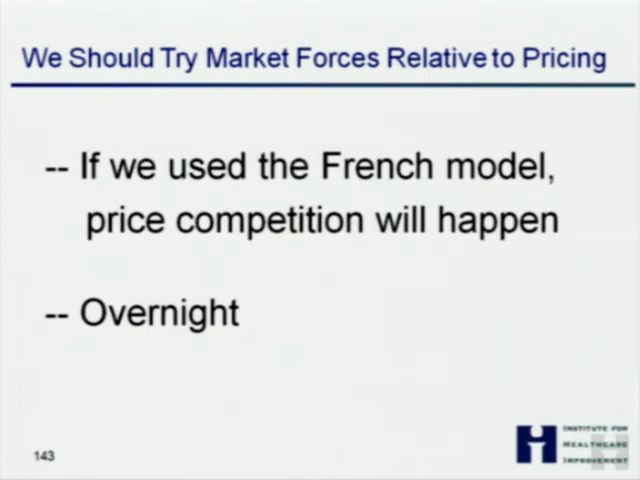 We Should Try Market Forces Relative to Pricing
-- If we used the French model,
price competition will happen
-- Overnight
143
INSTITUTE FOR
HEALTHCARE
IMPROVEMENT